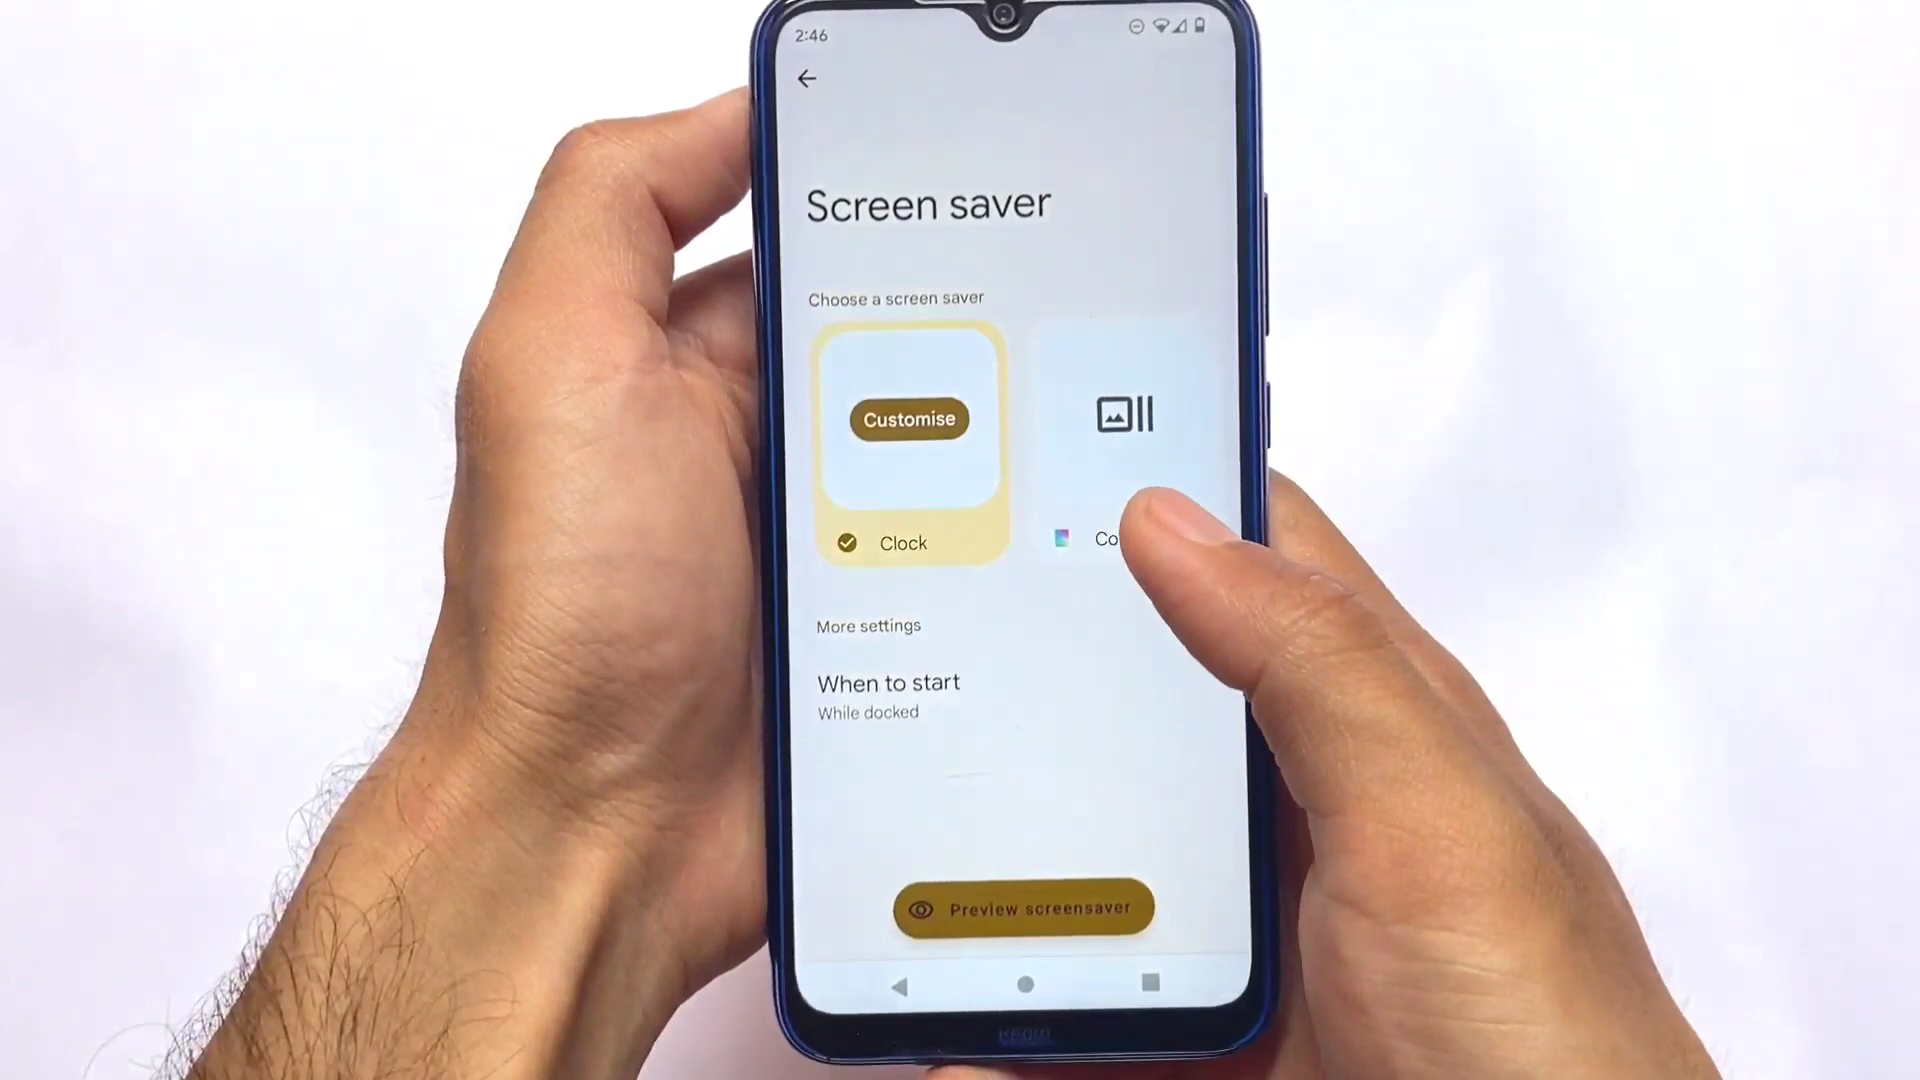 2:46
Screen saver
Choose a screen saver
Customise
Clock
Co
More settings
When to start
While docked
Preview screensaver
Redmi